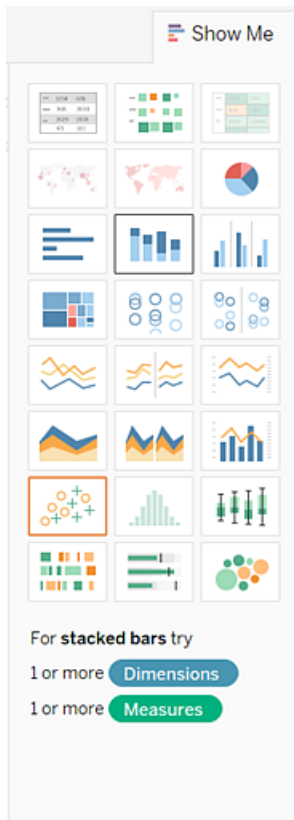 Show Me
For stacked bars try
1 or more Dimensions
1 or more Measures